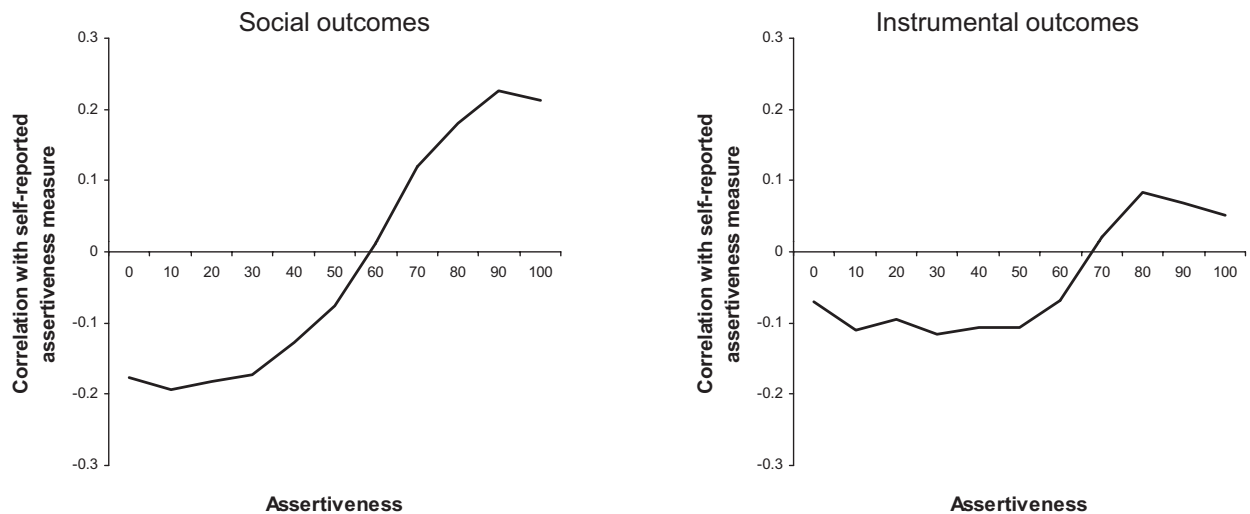 Social outcomes
0.3
0.2
0.1
0
-0.1
-0.2
-0.3
0 10 20 30 40 50 60 70 80 90 100
Correlation with self-reported
assertiveness measure
Assertiveness
Instrumental outcomes
0.3
0.2
0.1
0
-0.1
-0.2
-0.3
0 10 20 30 40 50 60 70 80 90 100
Correlation with self-reported
assertiveness measure
Assertiveness